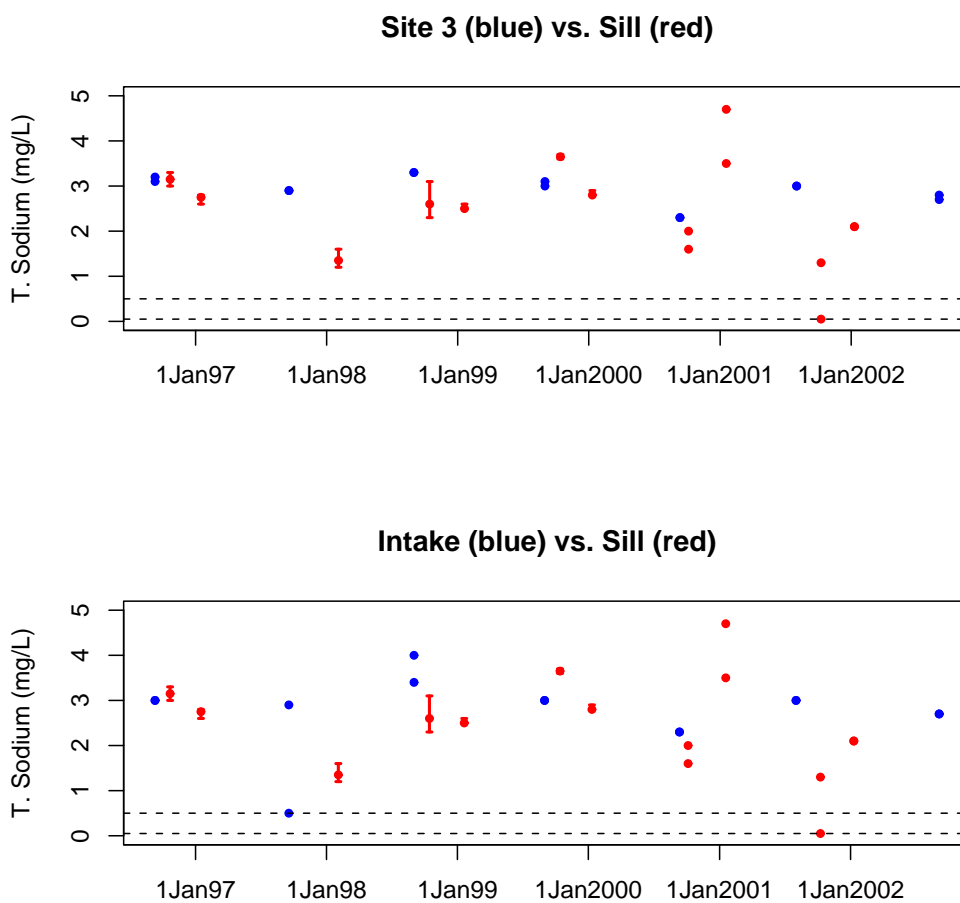 Site 3 (blue) vs. Sill (red)
T. Sodium (mg/L)
5
4
3
2
1
0
1Jan97 1Jan98 1Jan99 1Jan2000 1Jan2001 1Jan2002
Intake (blue) vs. Sill (red)
T. Sodium (mg/L)
5
4
3
2
1
0
1Jan97 1Jan98 1Jan99 1Jan2000 1Jan2001 1Jan2002